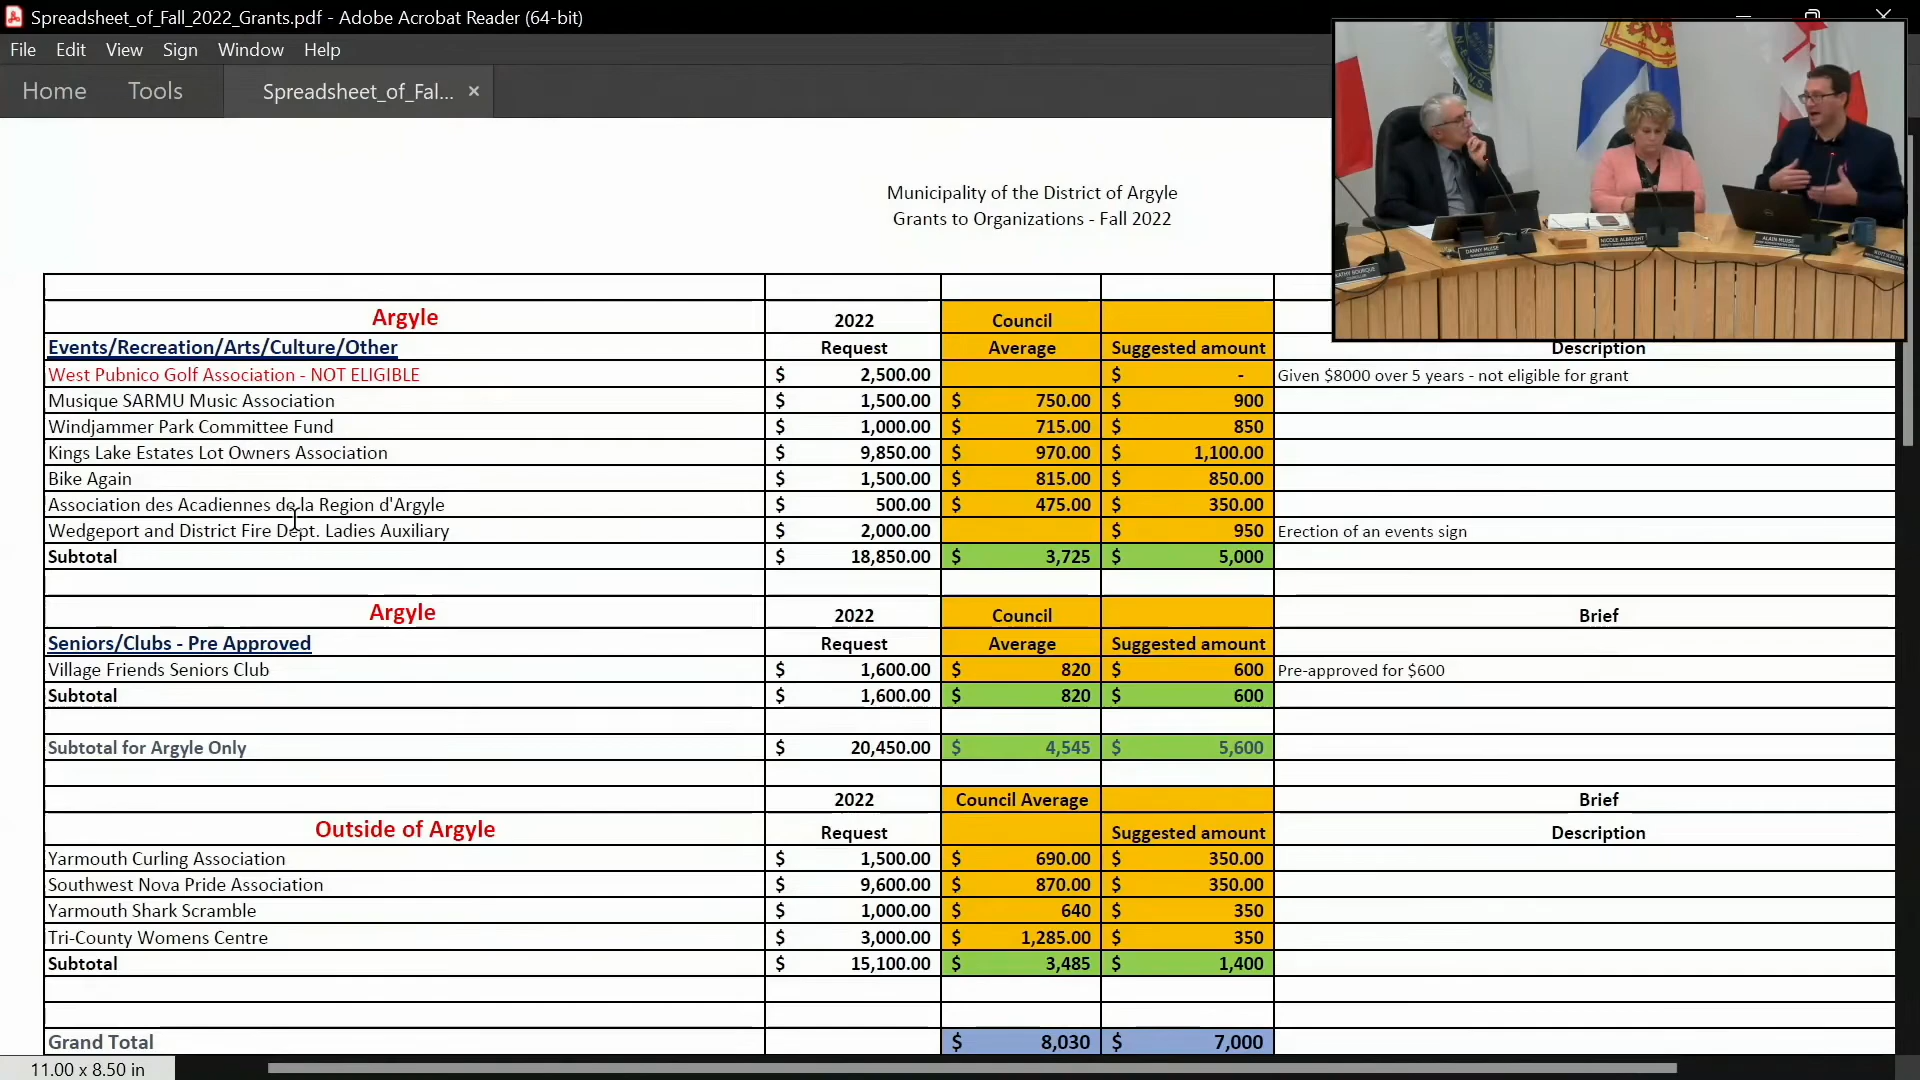 Spreadsheet_of_Fall_2022_Grants.pdf - Adobe Acrobat Reader (64-bit)
File Edit View Sign Window Help
Home Tools Spreadsheet_of_Fal... ×
Municipality of the District of Argyle
Grants to Organizations - Fall 2022
Argyle 2022 Council
Events/Recreation/Arts/Culture/Other Request Average Suggested amount Description
West Pubnico Golf Association - NOT ELIGIBLE $ 2,500.00 $ - Given $8000 over 5 years - not eligible for grant
Musique SARMU Music Association $ 1,500.00 $ 750.00 $ 900
Windjammer Park Committee Fund $ 1,000.00 $ 715.00 $ 850
Kings Lake Estates Lot Owners Association $ 9,850.00 $ 970.00 $ 1,100.00
Bike Again $ 1,500.00 $ 815.00 $ 850.00
Association des Acadiennes de la Region d'Argyle $ 500.00 $ 475.00 $ 350.00
Wedgeport and District Fire Dept. Ladies Auxiliary $ 2,000.00 $ 950 Erection of an events sign
Subtotal $ 18,850.00 $ 3,725 $ 5,000
Argyle 2022 Council Brief
Seniors/Clubs - Pre Approved Request Average Suggested amount
Village Friends Seniors Club $ 1,600.00 $ 820 $ 600 Pre-approved for $600
Subtotal $ 1,600.00 $ 820 $ 600
Subtotal for Argyle Only $ 20,450.00 $ 4,545 $ 5,600
2022 Council Average Brief
Outside of Argyle Request Suggested amount Description
Yarmouth Curling Association $ 1,500.00 $ 690.00 $ 350.00
Southwest Nova Pride Association $ 9,600.00 $ 870.00 $ 350.00
Yarmouth Shark Scramble $ 1,000.00 $ 640 $ 350
Tri-County Womens Centre $ 3,000.00 $ 1,285.00 $ 350
Subtotal $ 15,100.00 $ 3,485 $ 1,400
Grand Total $ 8,030 $ 7,000
11.00 x 8.50 in
DANNY MUISE
NICOLE ALBRIGHT
ALAIN MUISE